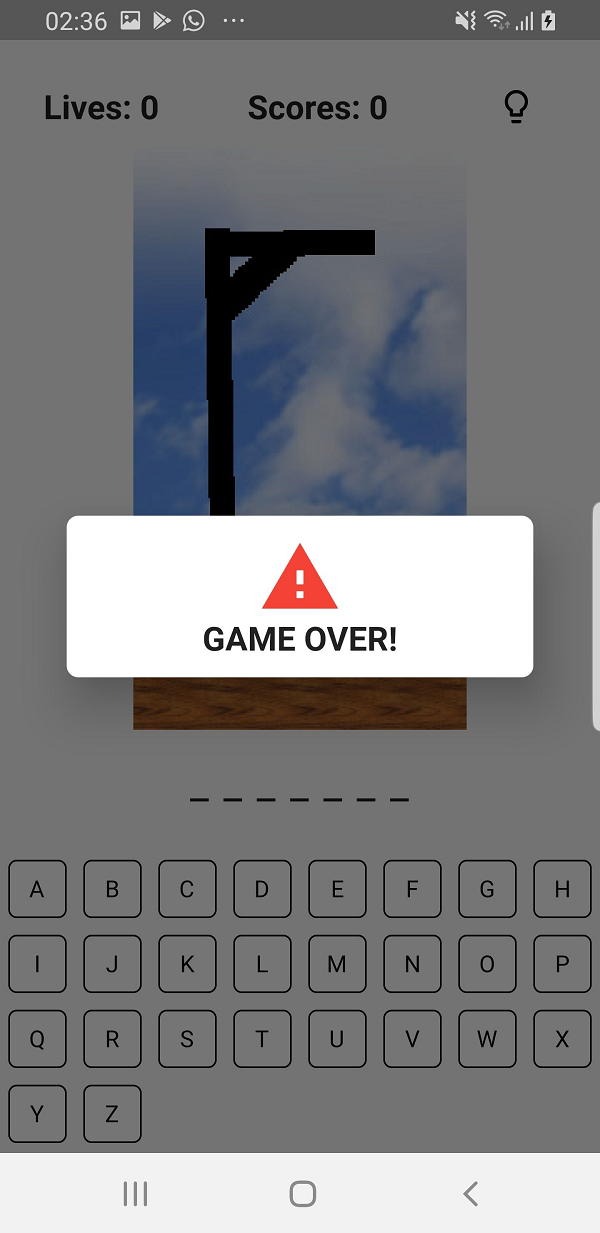 02:36
Lives: 0 Scores: 0
GAME OVER!
_ _ _ _ _ _ _
A B C D E F G H
I J K L M N O P
Q R S T U V W X
Y Z